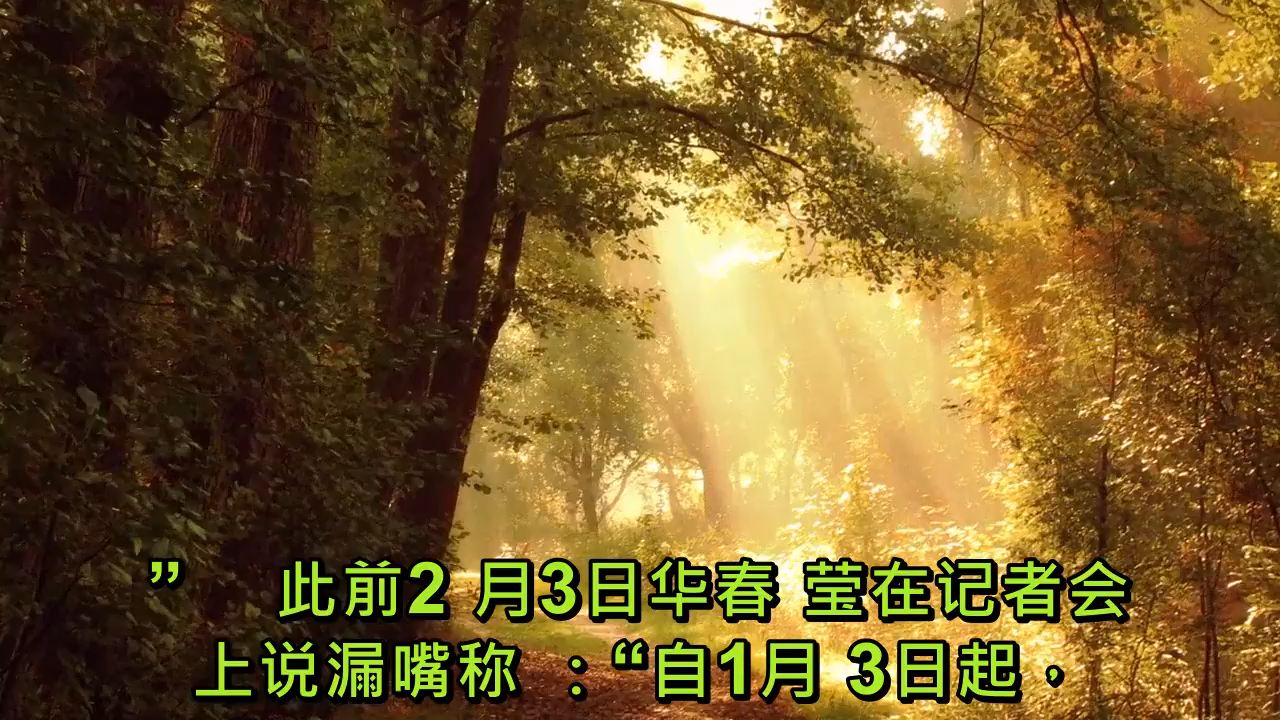 ” 此前2 月3日华春 莹在记者会
上说漏嘴称 ：“自1月 3日起，